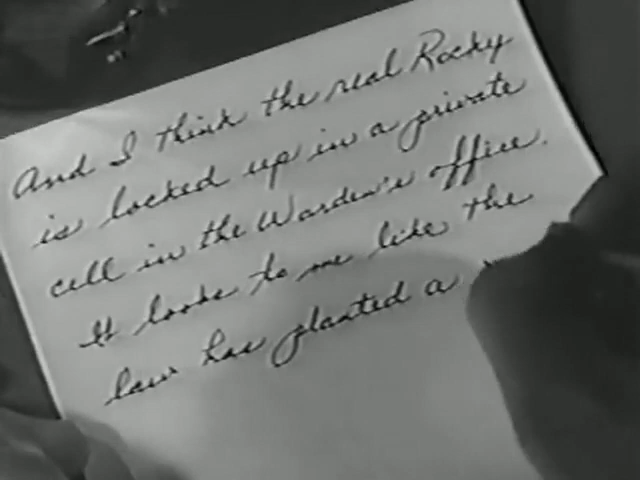 And I think the real Rocky
is locked up in a private
cell in the Warden's office.
It looks to me like the
law has planted a